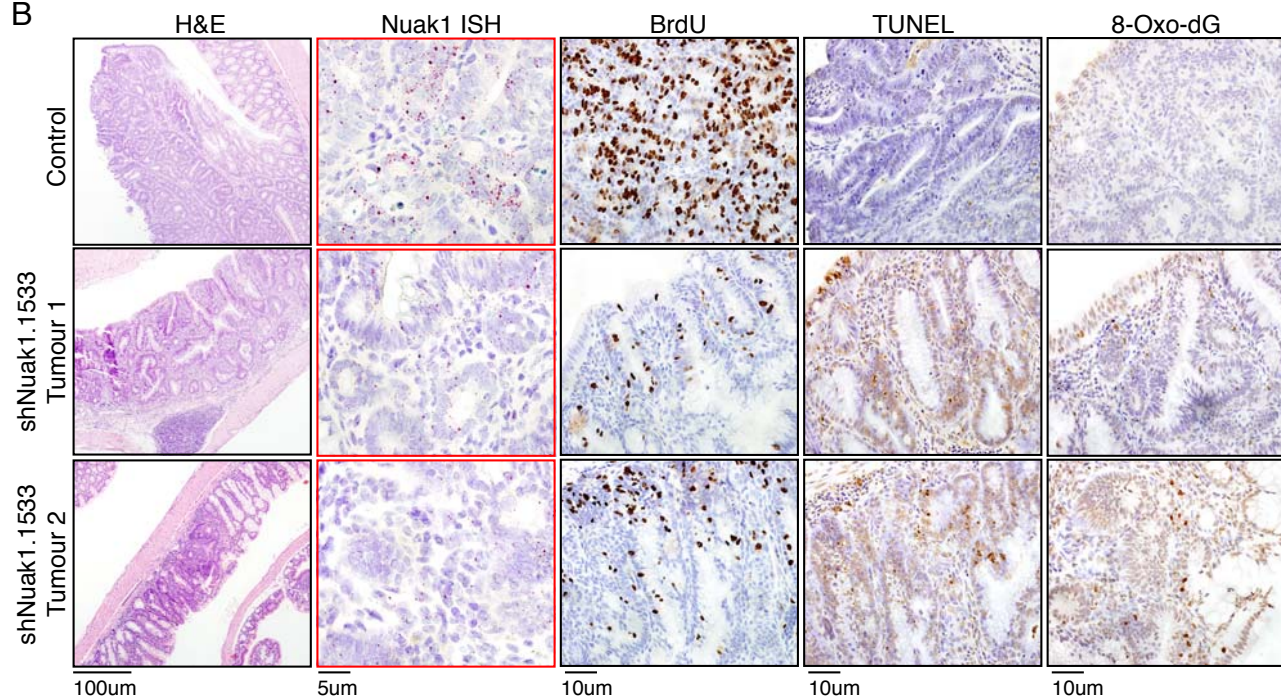 B
H&E Nuak1 ISH BrdU TUNEL 8-Oxo-dG
Control
shNuak1.1533
Tumour 1
shNuak1.1533
Tumour 2
100um 5um 10um 10um 10um